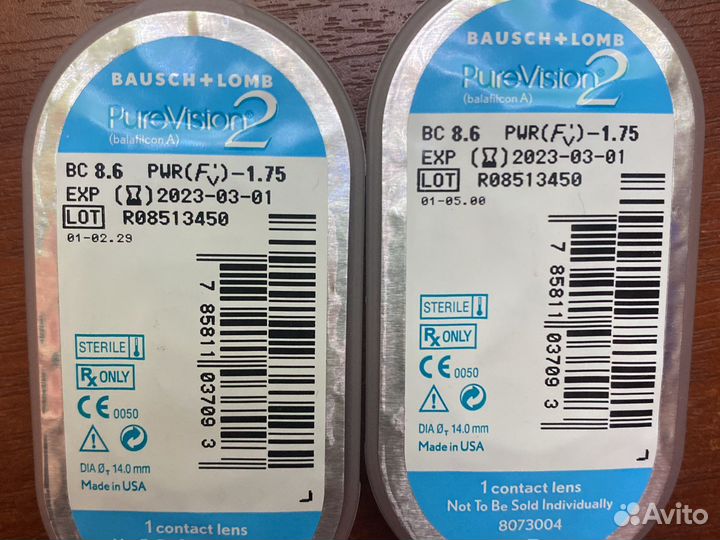 BAUSCH + LOMB
PureVision® 2
(balafilcon A)
BC 8.6 PWR(F'v)-1.75
EXP 2023-03-01
LOT R08513450
01-02.29
7 85811 03709 3
STERILE
Rx ONLY
CE 0050
DIA ØT 14.0 mm
Made in USA
1 contact lens
BAUSCH + LOMB
PureVision® 2
(balafilcon A)
BC 8.6 PWR(F'v)-1.75
EXP 2023-03-01
LOT R08513450
01-05.00
7 85811 03709 3
STERILE
Rx ONLY
CE 0050
DIA ØT 14.0 mm
Made in USA
1 contact lens
Not To Be Sold Individually
8073004
Avito